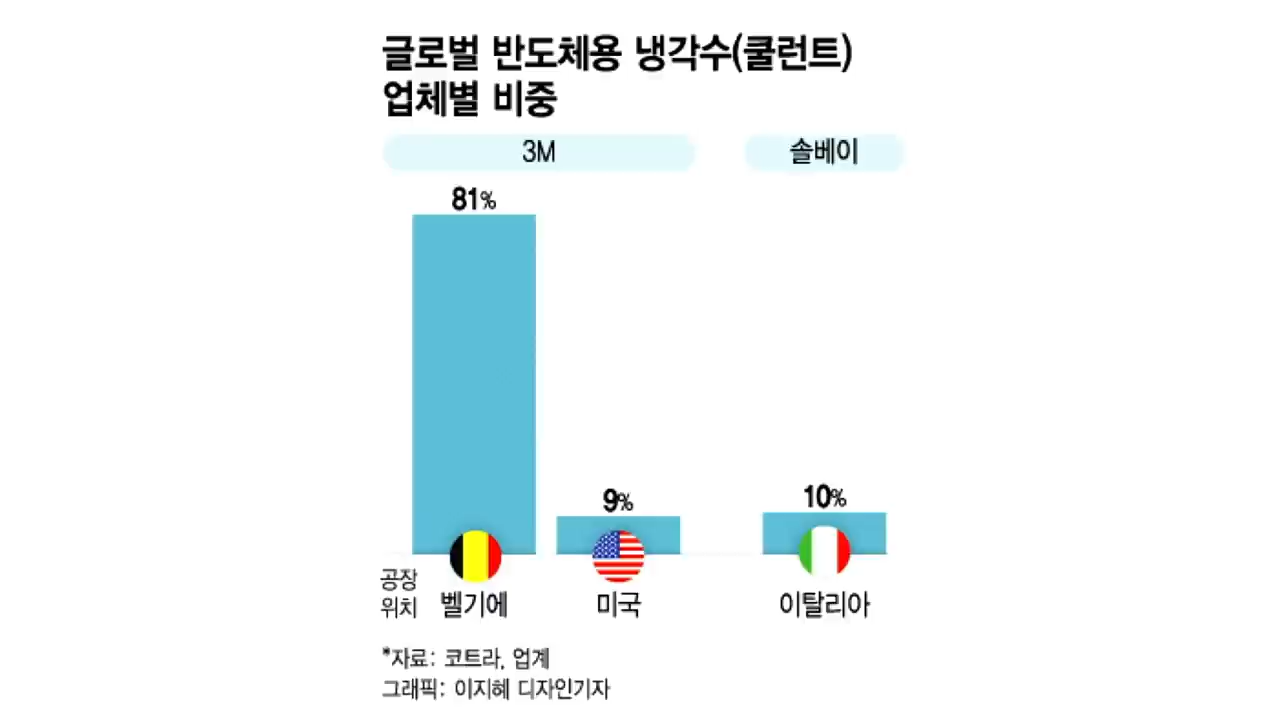 글로벌 반도체용 냉각수(쿨런트)
업체별 비중
3M
솔베이
81%
9%
10%
공장
위치
벨기에
미국
이탈리아
*자료: 코트라, 업계
그래픽: 이지혜 디자인기자